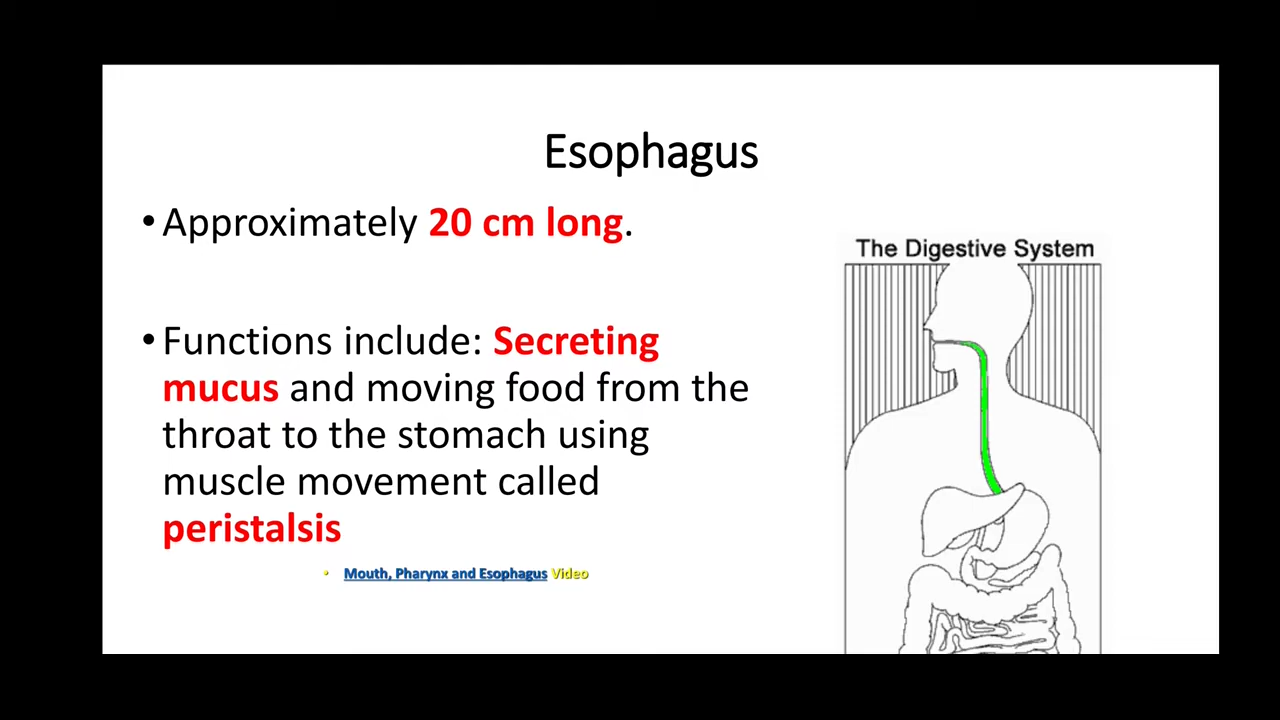 Esophagus
•Approximately 20 cm long.
•Functions include: Secreting
mucus and moving food from the
throat to the stomach using
muscle movement called
peristalsis
• Mouth, Pharynx and Esophagus Video
The Digestive System